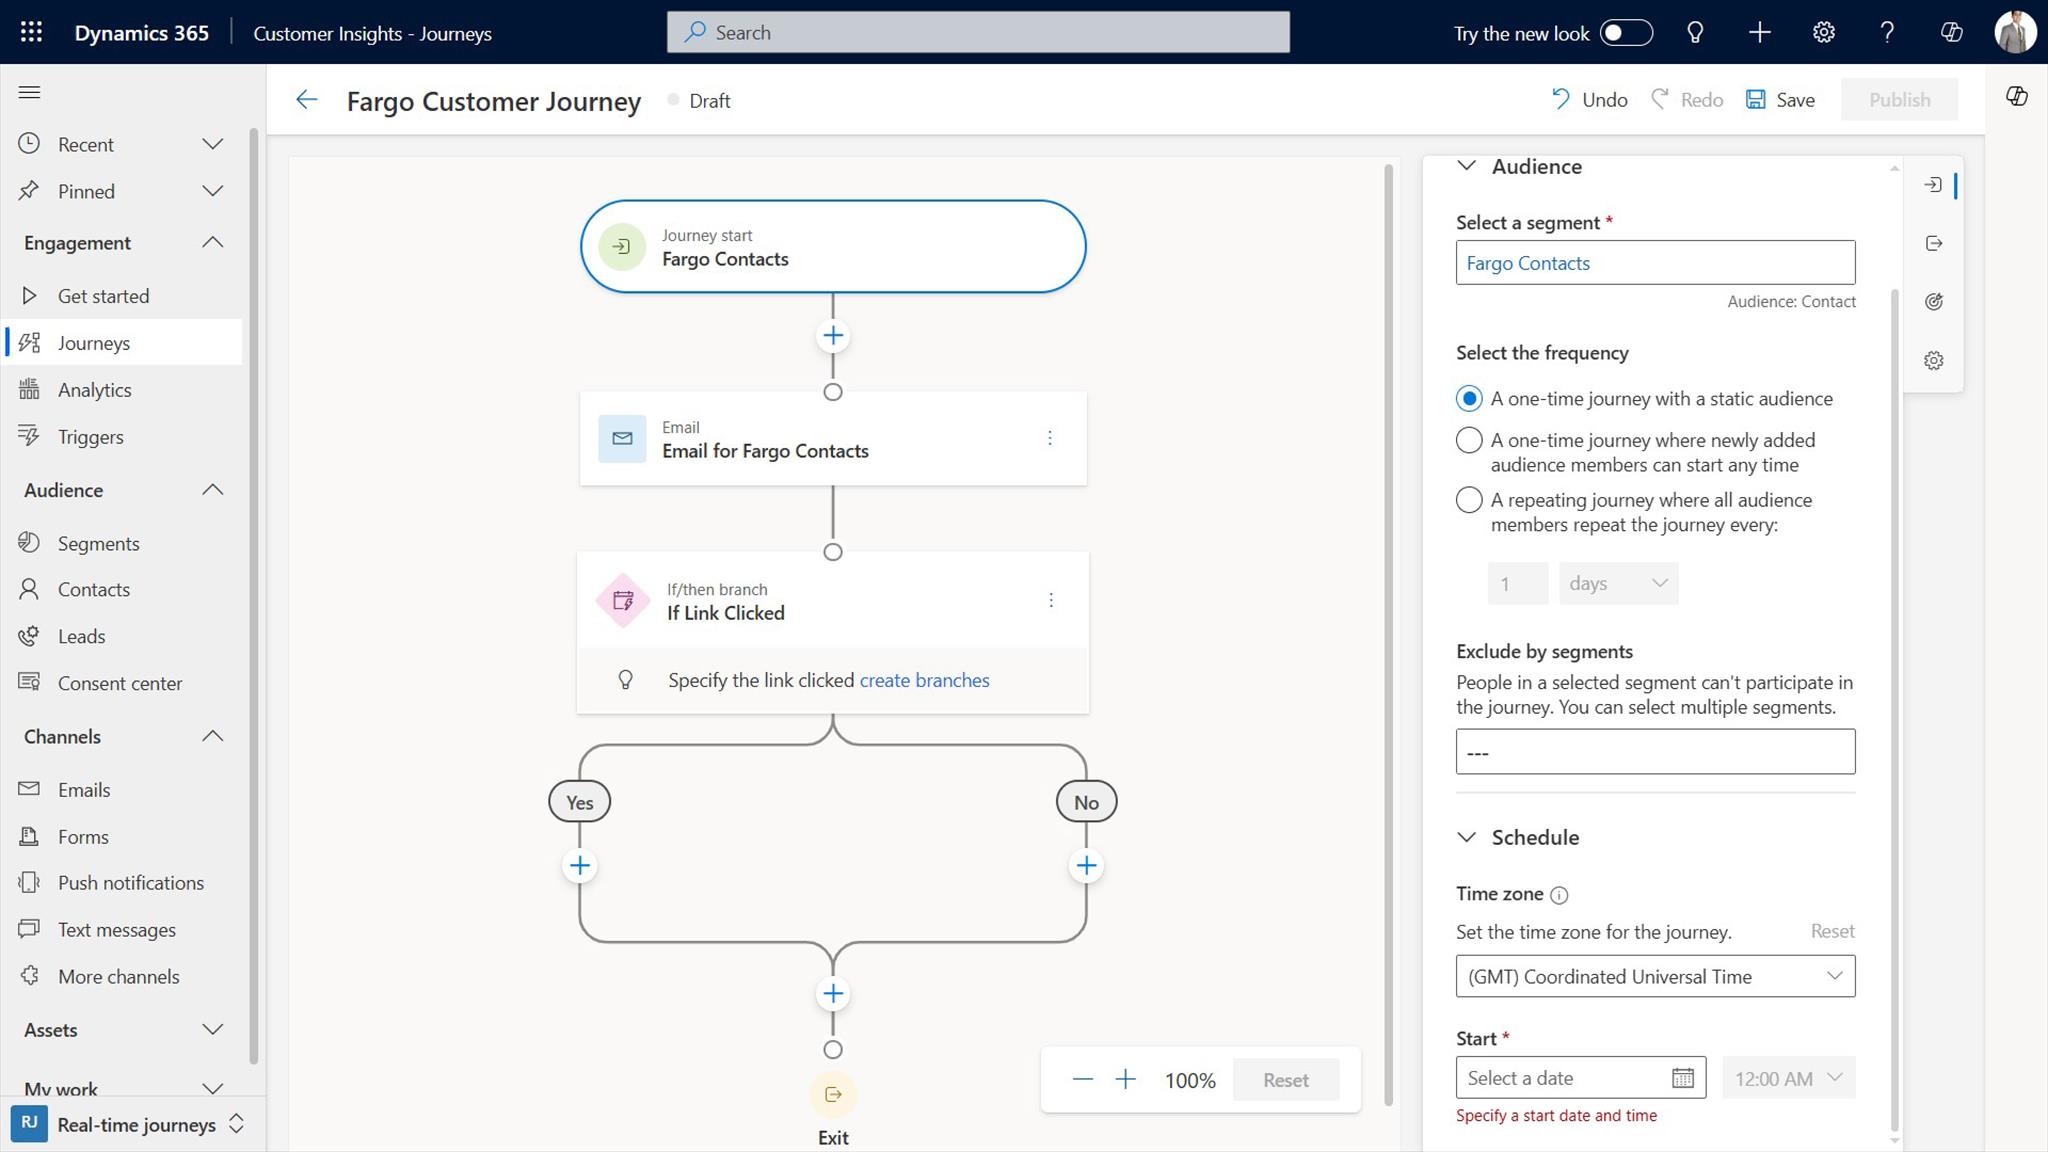 Dynamics 365
Customer Insights - Journeys
Search
Try the new look
Fargo Customer Journey
Draft
Undo
Redo
Save
Publish
Recent
Pinned
Engagement
Get started
Journeys
Analytics
Triggers
Audience
Segments
Contacts
Leads
Consent center
Channels
Emails
Forms
Push notifications
Text messages
More channels
Assets
My work
RJ
Real-time journeys
Journey start
Fargo Contacts
Email
Email for Fargo Contacts
If/then branch
If Link Clicked
Specify the link clicked create branches
Yes
No
Exit
100%
Reset
Audience
Select a segment *
Fargo Contacts
Audience: Contact
Select the frequency
A one-time journey with a static audience
A one-time journey where newly added
audience members can start any time
A repeating journey where all audience
members repeat the journey every:
1
days
Exclude by segments
People in a selected segment can't participate in
the journey. You can select multiple segments.
---
Schedule
Time zone
Set the time zone for the journey.
Reset
(GMT) Coordinated Universal Time
Start *
Select a date
12:00 AM
Specify a start date and time